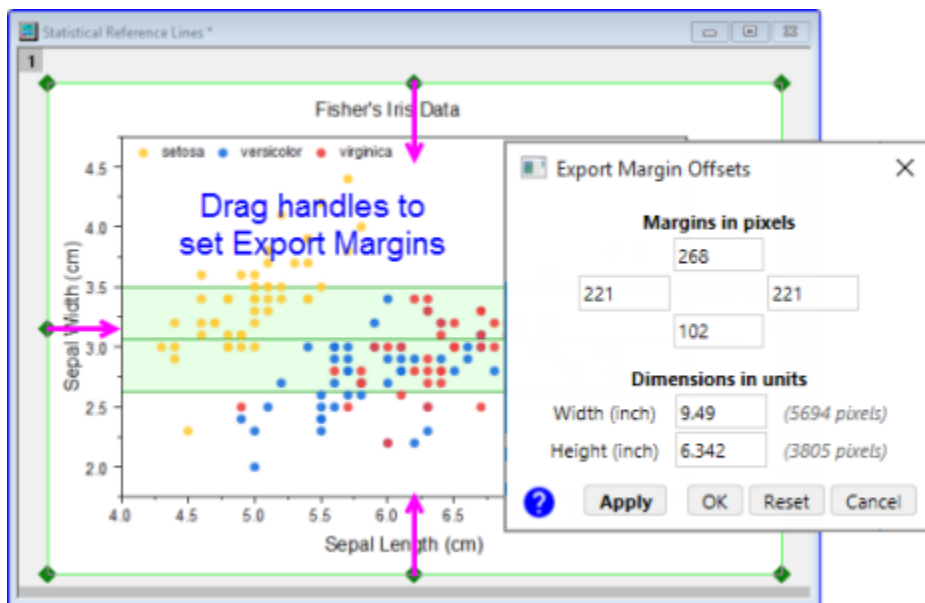 Statistical Reference Lines *
1
Fisher's Iris Data
setosa versicolor virginica
Drag handles to
set Export Margins
4.5
4.0
3.5
3.0
2.5
2.0
Sepal Width (cm)
4.0 4.5 5.0 5.5 6.0 6.5
Sepal Length (cm)
Export Margin Offsets
Margins in pixels
268
221 221
102
Dimensions in units
Width (inch) 9.49 (5694 pixels)
Height (inch) 6.342 (3805 pixels)
? Apply OK Reset Cancel